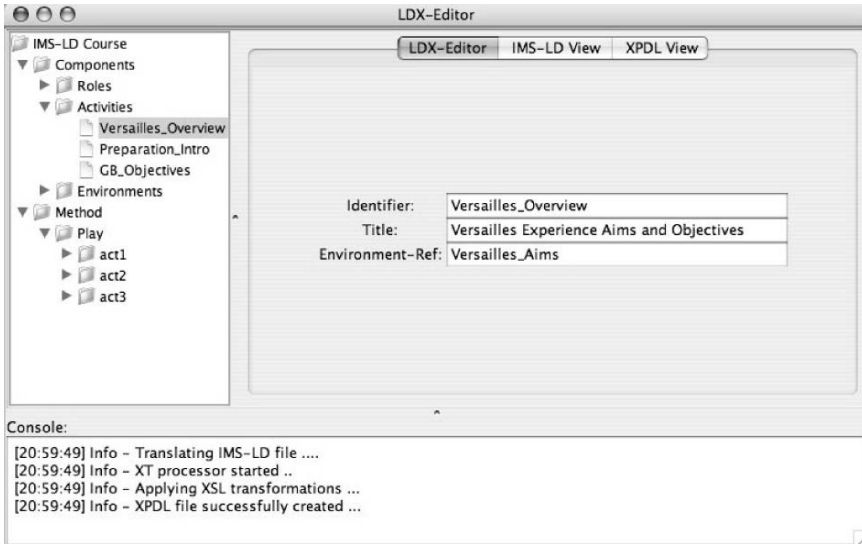 LDX-Editor
IMS-LD Course
Components
Roles
Activities
Versailles_Overview
Preparation_Intro
GB_Objectives
Environments
Method
Play
act1
act2
act3
LDX-Editor IMS-LD View XPDL View
Identifier: Versailles_Overview
Title: Versailles Experience Aims and Objectives
Environment-Ref: Versailles_Aims
Console:
[20:59:49] Info - Translating IMS-LD file ....
[20:59:49] Info - XT processor started ..
[20:59:49] Info - Applying XSL transformations ...
[20:59:49] Info - XPDL file successfully created ...